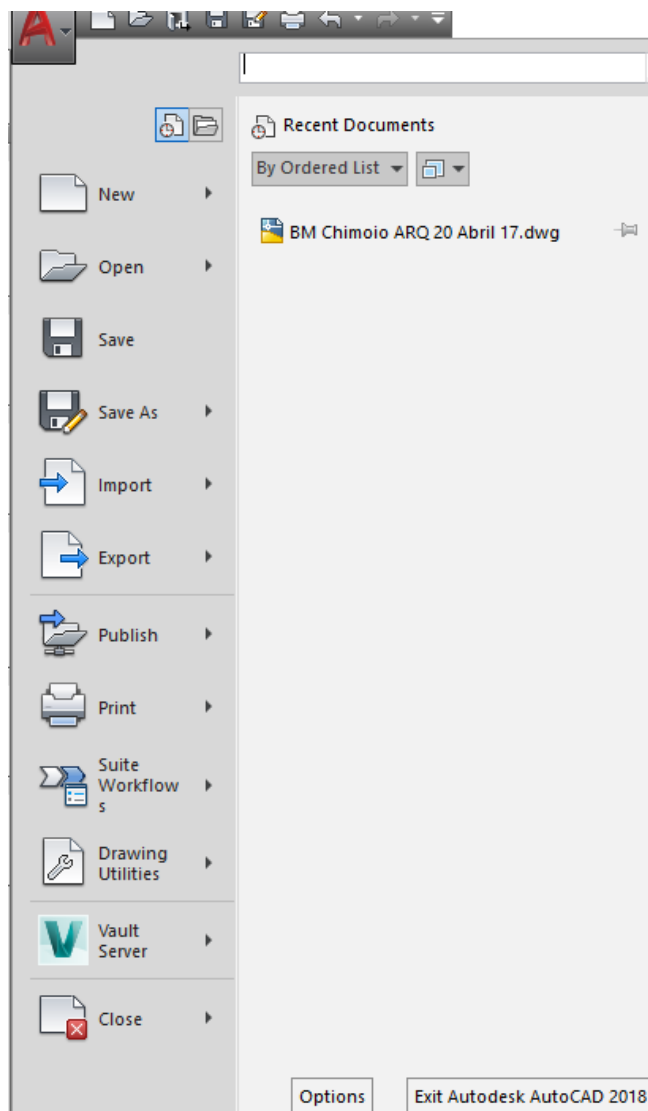 Recent Documents
By Ordered List
BM Chimoio ARQ 20 Abril 17.dwg
New
Open
Save
Save As
Import
Export
Publish
Print
Suite
Workflow
s
Drawing
Utilities
Vault
Server
Close
Options
Exit Autodesk AutoCAD 2018